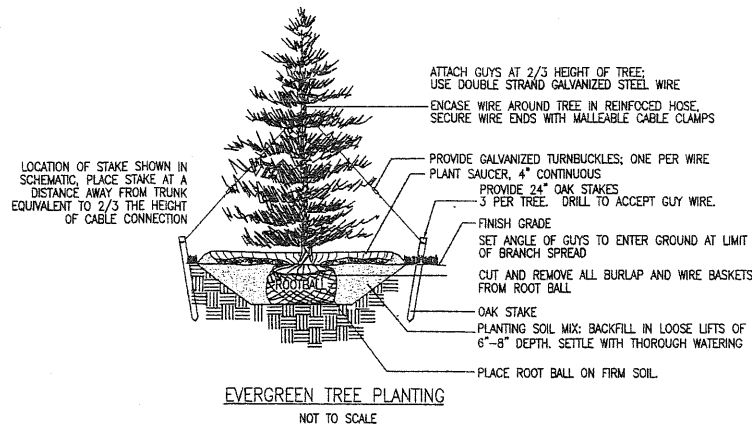 ATTACH GUYS AT 2/3 HEIGHT OF TREE;
USE DOUBLE STRAND GALVANIZED STEEL WIRE
ENCASE WIRE AROUND TREE IN REINFOCED HOSE,
SECURE WIRE ENDS WITH MALLEABLE CABLE CLAMPS
LOCATION OF STAKE SHOWN IN
SCHEMATIC, PLACE STAKE AT A
DISTANCE AWAY FROM TRUNK
EQUIVALENT TO 2/3 THE HEIGHT
OF CABLE CONNECTION
PROVIDE GALVANIZED TURNBUCKLES; ONE PER WIRE
PLANT SAUCER, 4" CONTINUOUS
PROVIDE 24" OAK STAKES
3 PER TREE. DRILL TO ACCEPT GUY WIRE.
FINISH GRADE
SET ANGLE OF GUYS TO ENTER GROUND AT LIMIT
OF BRANCH SPREAD
CUT AND REMOVE ALL BURLAP AND WIRE BASKETS
FROM ROOT BALL
ROOTBALL
OAK STAKE
PLANTING SOIL MIX: BACKFILL IN LOOSE LIFTS OF
6"-8" DEPTH. SETTLE WITH THOROUGH WATERING
PLACE ROOT BALL ON FIRM SOIL.
EVERGREEN TREE PLANTING
NOT TO SCALE